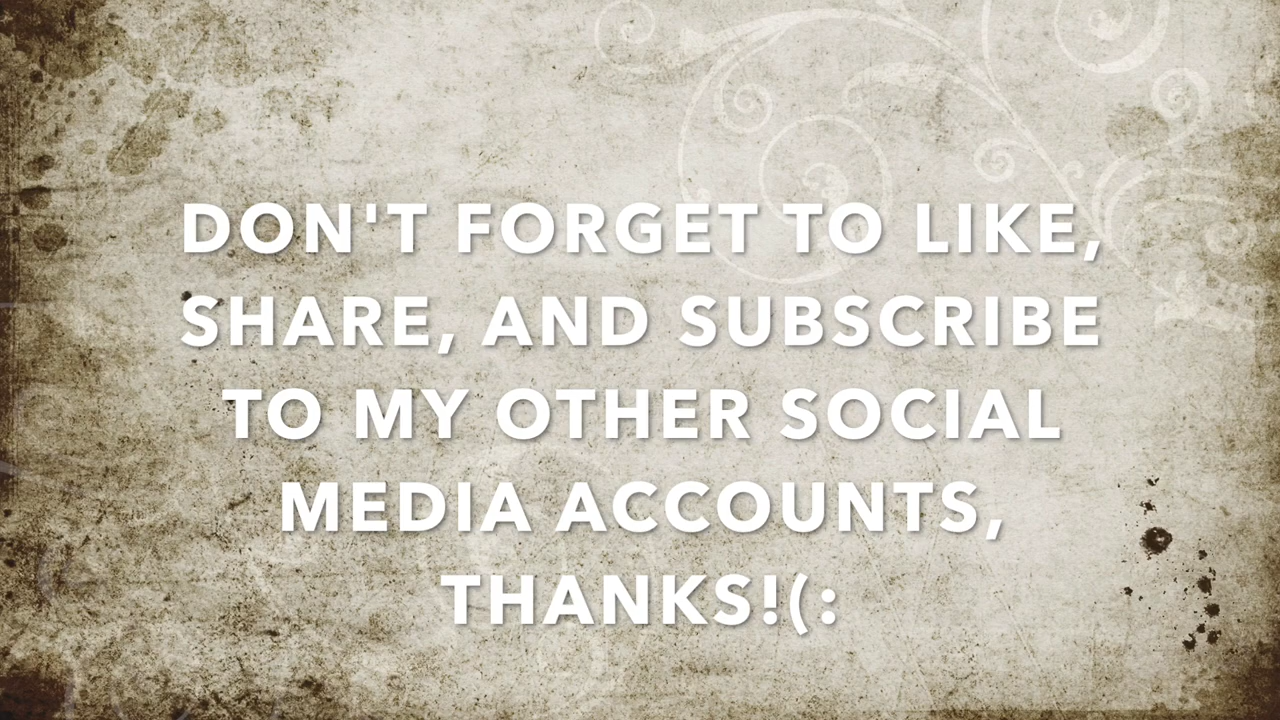 DON'T FORGET TO LIKE,
SHARE, AND SUBSCRIBE
TO MY OTHER SOCIAL
MEDIA ACCOUNTS,
THANKS!(: